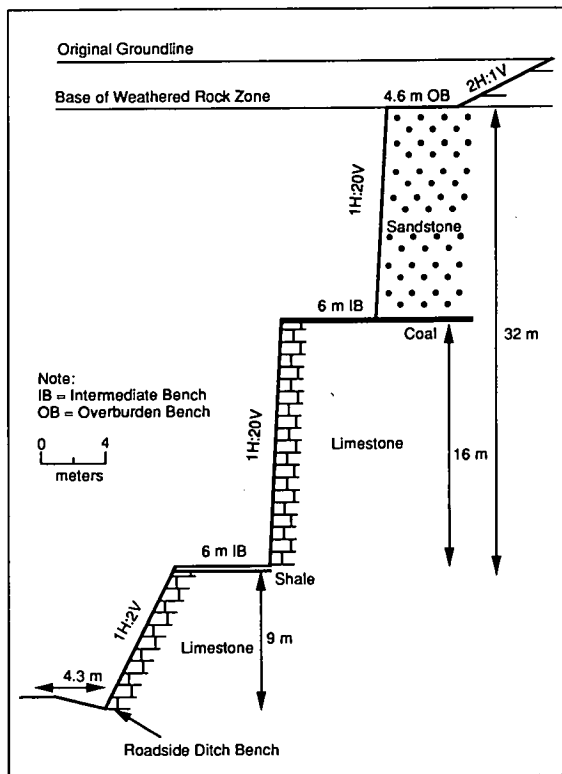 Original Groundline
2H:1V
Base of Weathered Rock Zone
4.6 m OB
1H:20V
Sandstone
6 m IB
Coal
32 m
Note:
IB = Intermediate Bench
OB = Overburden Bench
0 4
meters
1H:20V
Limestone
16 m
6 m IB
Shale
1H:2V
Limestone
9 m
4.3 m
Roadside Ditch Bench